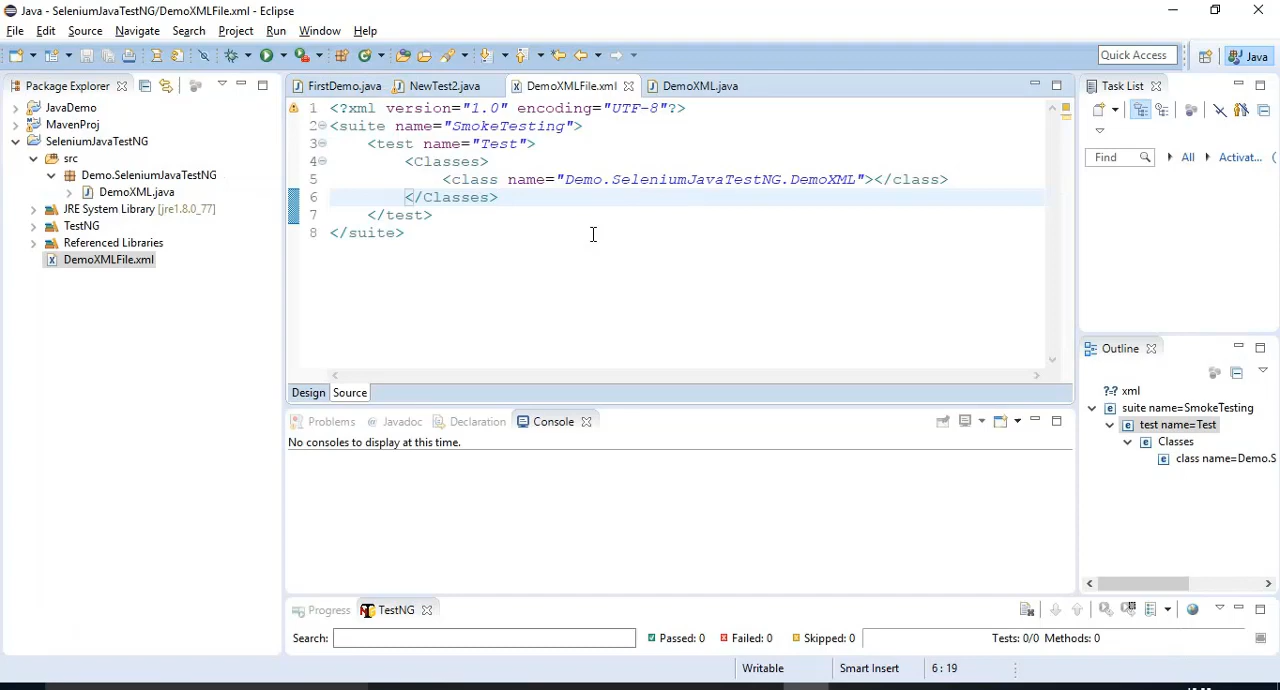 Java - SeleniumJavaTestNG/DemoXMLFile.xml - Eclipse
File Edit Source Navigate Search Project Run Window Help
Quick Access Java
Package Explorer
JavaDemo
MavenProj
SeleniumJavaTestNG
src
Demo.SeleniumJavaTestNG
DemoXML.java
JRE System Library [jre1.8.0_77]
TestNG
Referenced Libraries
DemoXMLFile.xml
FirstDemo.java NewTest2.java DemoXMLFile.xml DemoXML.java
1 <?xml version="1.0" encoding="UTF-8"?>
2 <suite name="SmokeTesting">
3 <test name="Test">
4 <Classes>
5 <class name="Demo.SeleniumJavaTestNG.DemoXML"></class>
6 </Classes>
7 </test>
8 </suite>
Design Source
Problems Javadoc Declaration Console
No consoles to display at this time.
Progress TestNG
Search: Passed: 0 Failed: 0 Skipped: 0 Tests: 0/0 Methods: 0
Task List
Find All Activat...
Outline
xml
suite name=SmokeTesting
test name=Test
Classes
class name=Demo.S
Writable Smart Insert 6 : 19